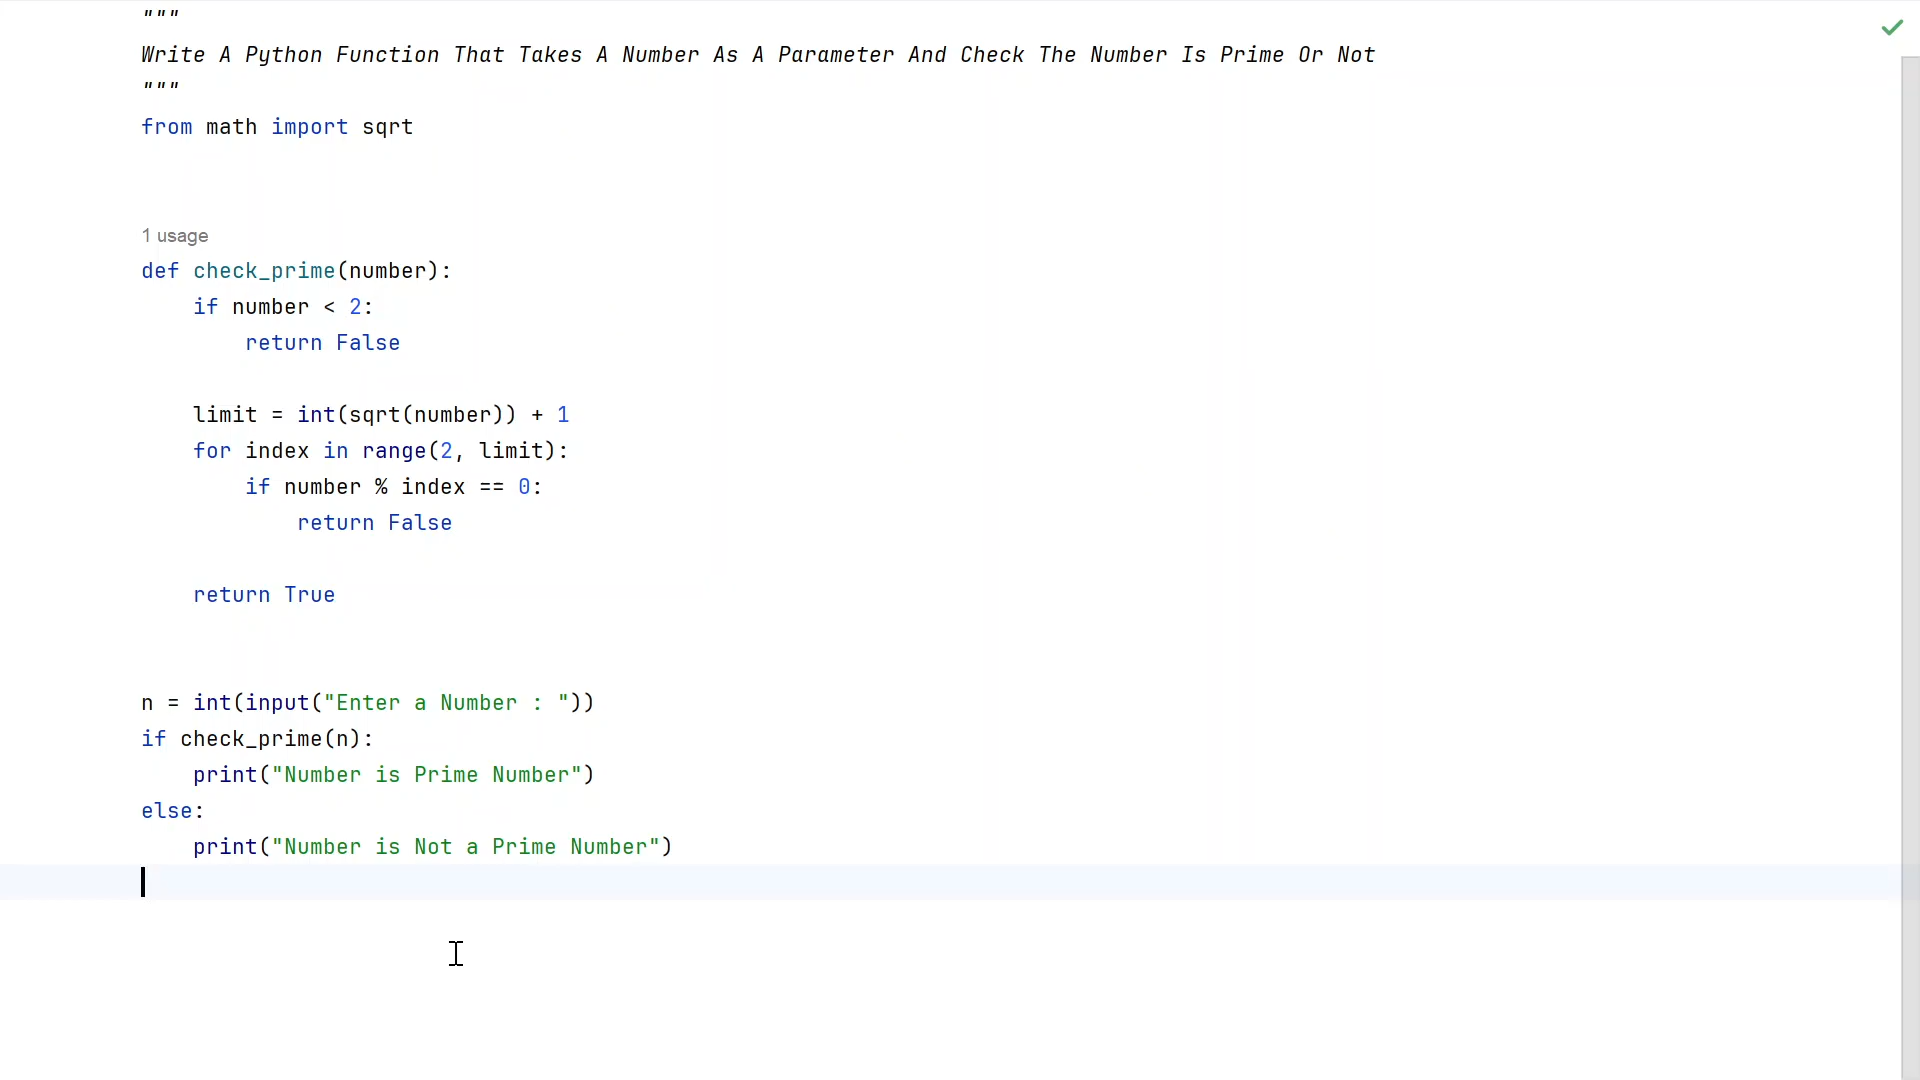 """
Write A Python Function That Takes A Number As A Parameter And Check The Number Is Prime Or Not
"""
from math import sqrt
1 usage
def check_prime(number):
    if number < 2:
        return False
    limit = int(sqrt(number)) + 1
    for index in range(2, limit):
        if number % index == 0:
            return False
    return True
n = int(input("Enter a Number : "))
if check_prime(n):
    print("Number is Prime Number")
else:
    print("Number is Not a Prime Number")